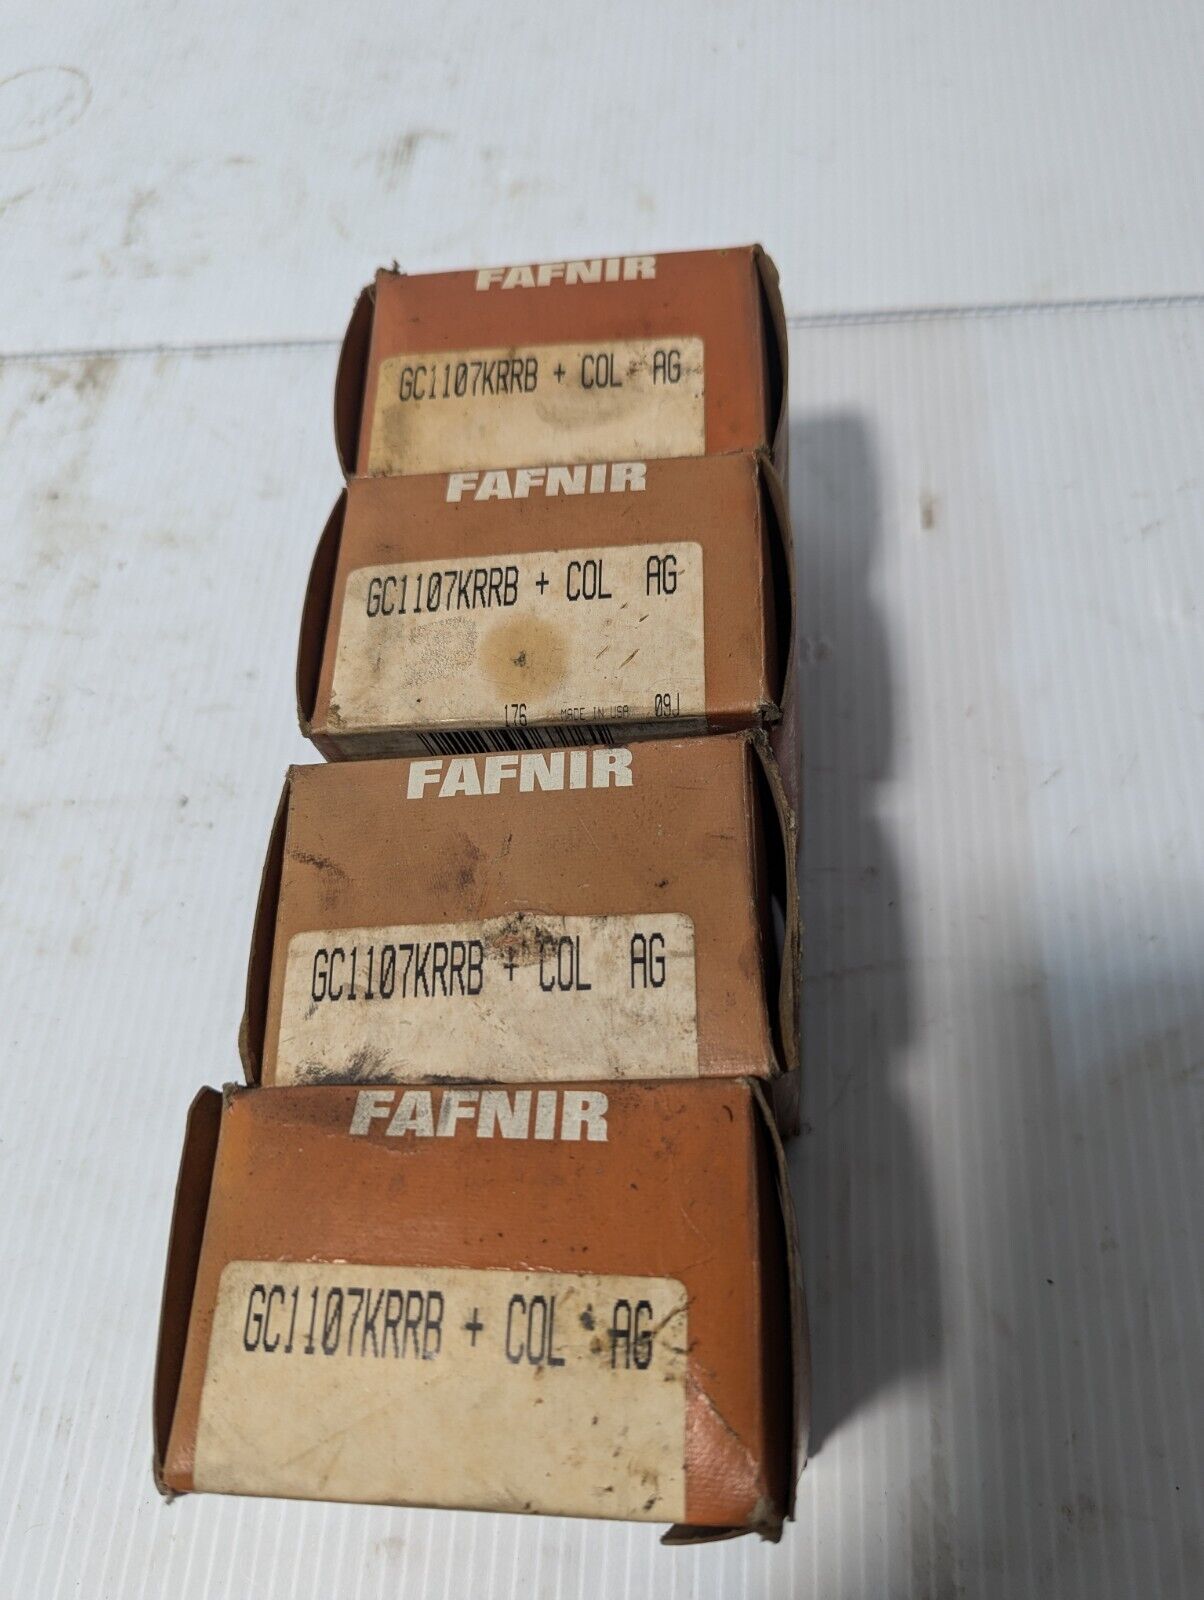 FAFNIR
GC1107KRRB + COL AG
FAFNIR
GC1107KRRB + COL AG
176 MADE IN USA 09J
FAFNIR
GC1107KRRB + COL AG
FAFNIR
GC1107KRRB + COL AG